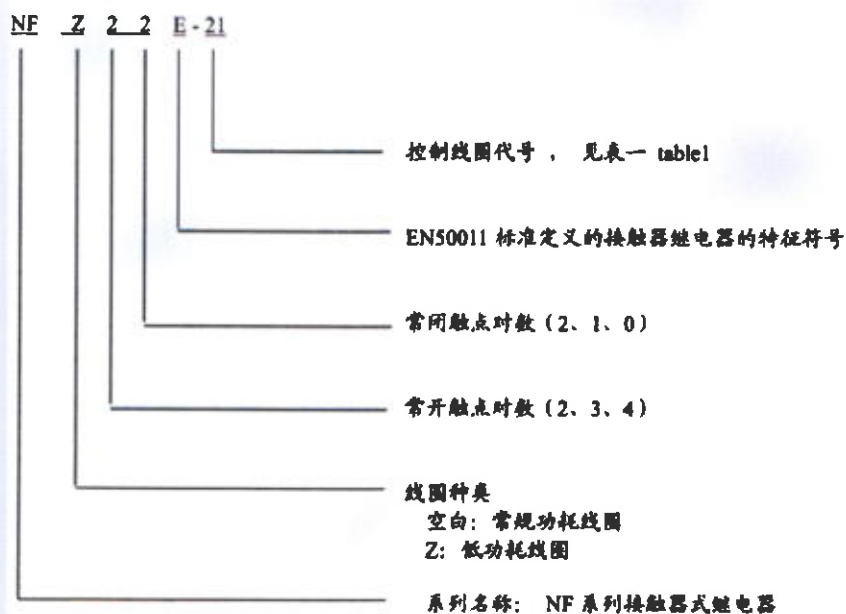 NF Z 2 2 E - 21
控制线圈代号 ， 见表一 table1
EN50011 标准定义的接触器继电器的特征符号
常闭触点对数（2、1、0）
常开触点对数（2、3、4）
线圈种类
空白：常规功耗线圈
Z：低功耗线圈
系列名称： NF 系列接触器式继电器